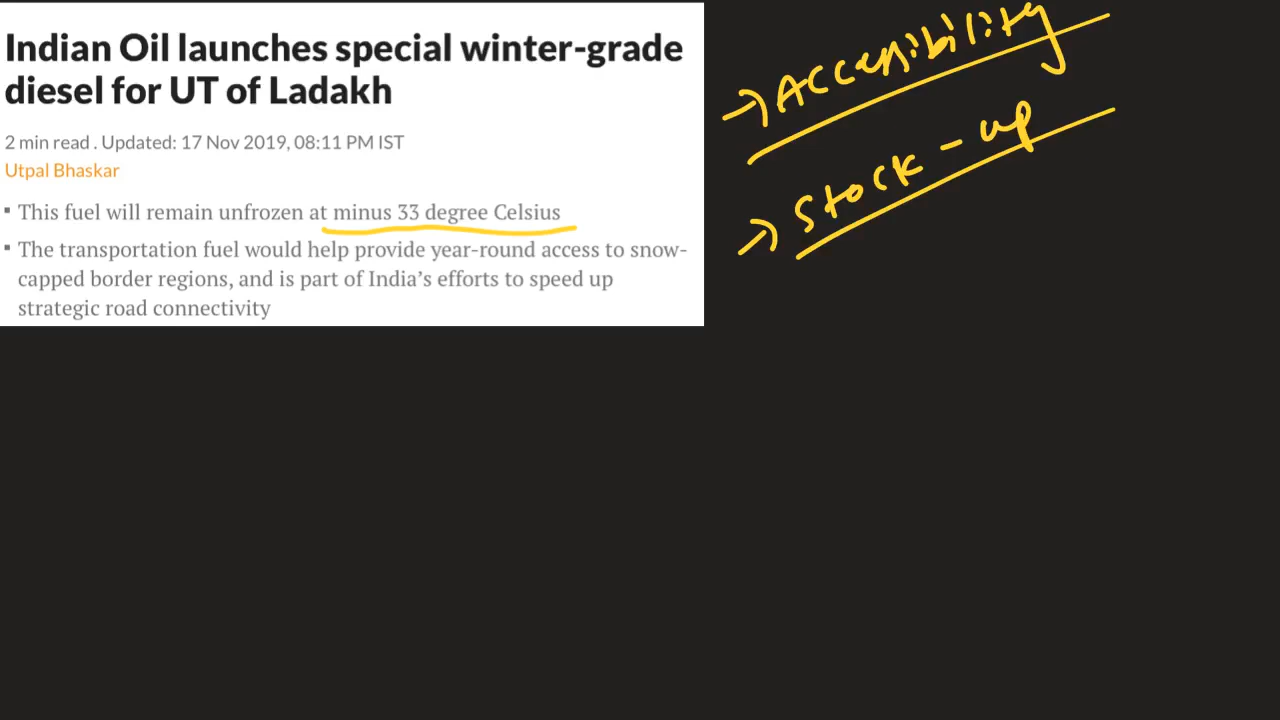 Indian Oil launches special winter-grade
diesel for UT of Ladakh
2 min read . Updated: 17 Nov 2019, 08:11 PM IST
Utpal Bhaskar
▪ This fuel will remain unfrozen at minus 33 degree Celsius
▪ The transportation fuel would help provide year-round access to snow-
capped border regions, and is part of India’s efforts to speed up
strategic road connectivity
→ Accessibility
→ Stock-up